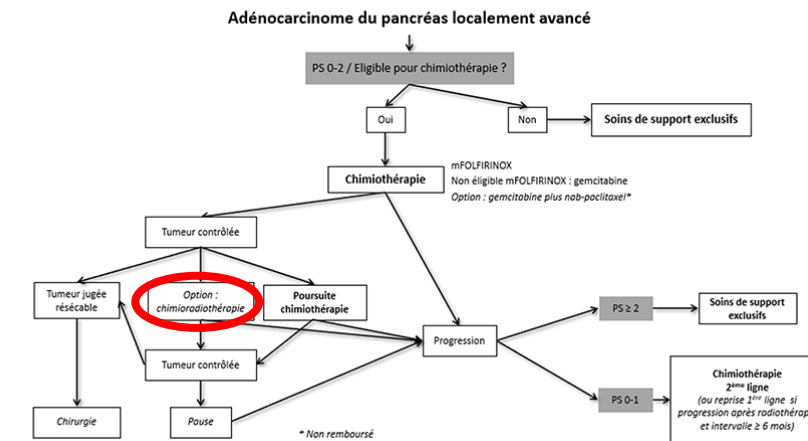 Adénocarcinome du pancréas localement avancé
PS 0-2 / Eligible pour chimiothérapie ?
Oui
Non
Soins de support exclusifs
Chimiothérapie
mFOLFIRINOX
Non éligible mFOLFIRINOX : gemcitabine
Option : gemcitabine plus nab-paclitaxel*
Tumeur contrôlée
Tumeur jugée
résécable
Option :
chimioradiothérapie
Poursuite
chimiothérapie
Progression
PS ≥ 2
Soins de support
exclusifs
Tumeur contrôlée
PS 0-1
Chimiothérapie
2ème ligne
(ou reprise 1ère ligne si
progression après radiothérap
et intervalle ≥ 6 mois)
Chirurgie
Pause
* Non remboursé